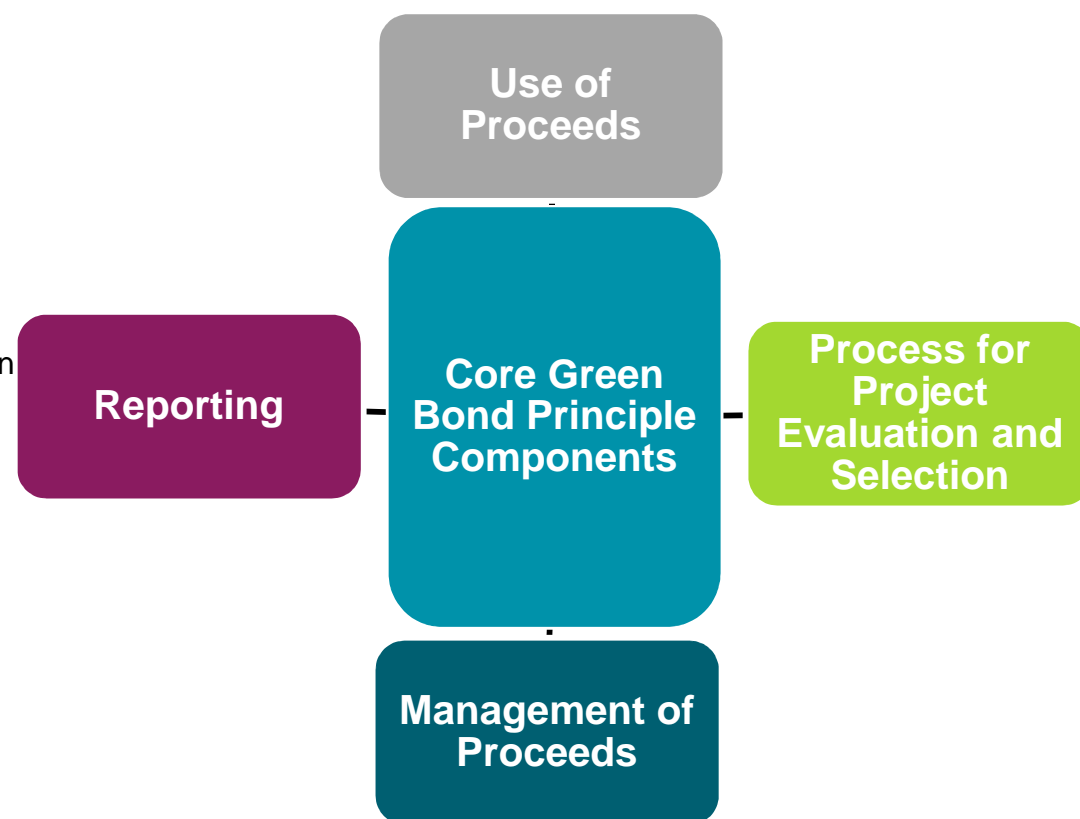 Use of
Proceeds
n
Reporting
Core Green
Bond Principle
Components
Process for
Project
Evaluation and
Selection
Management of
Proceeds